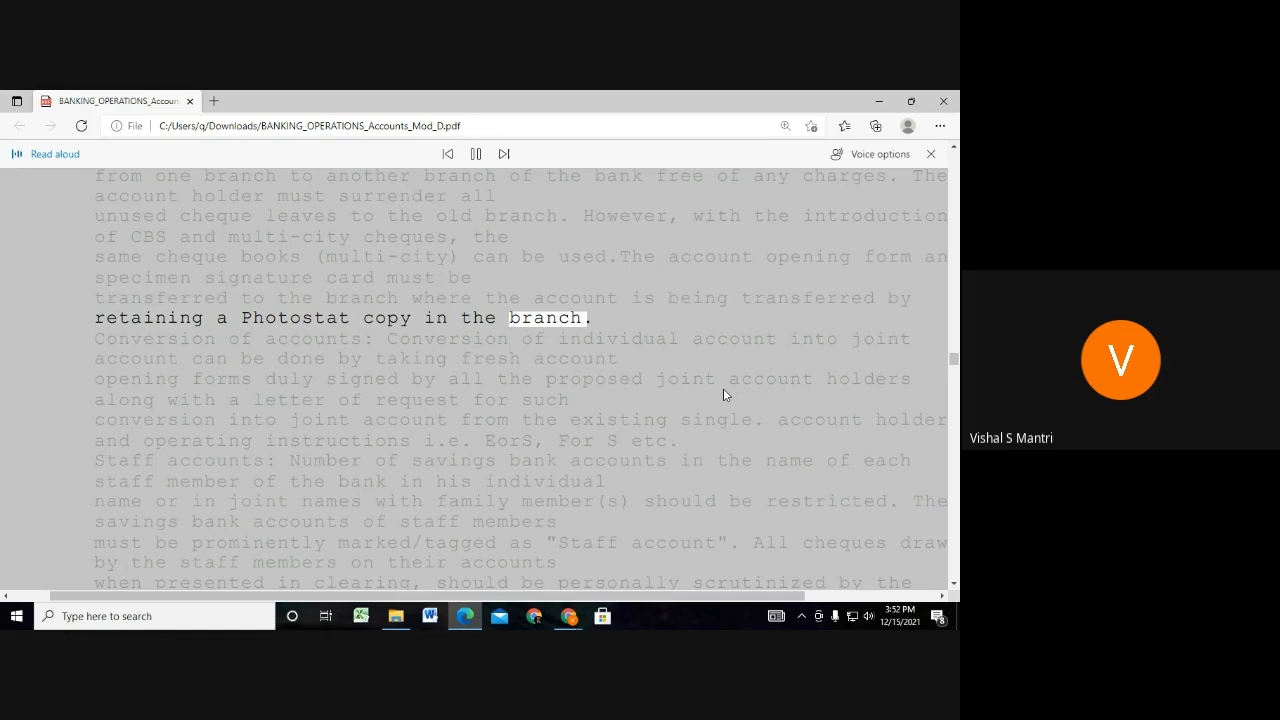 BANKING_OPERATIONS_Accoun
File C:/Users/q/Downloads/BANKING_OPERATIONS_Accounts_Mod_D.pdf
Read aloud
Voice options
from one branch to another branch of the bank free of any charges. The
account holder must surrender all
unused cheque leaves to the old branch. However, with the introduction
of CBS and multi-city cheques, the
same cheque books (multi-city) can be used.The account opening form an
specimen signature card must be
transferred to the branch where the account is being transferred by
retaining a Photostat copy in the branch.
Conversion of accounts: Conversion of individual account into joint
account can be done by taking fresh account
opening forms duly signed by all the proposed joint account holders
along with a letter of request for such
conversion into joint account from the existing single. account holder
and operating instructions i.e. EorS, For S etc.
Staff accounts: Number of savings bank accounts in the name of each
staff member of the bank in his individual
name or in joint names with family member(s) should be restricted. The
savings bank accounts of staff members
must be prominently marked/tagged as "Staff account". All cheques draw
by the staff members on their accounts
when presented in clearing, should be personally scrutinized by the
V
Vishal S Mantri
Type here to search
3:52 PM
12/15/2021
8